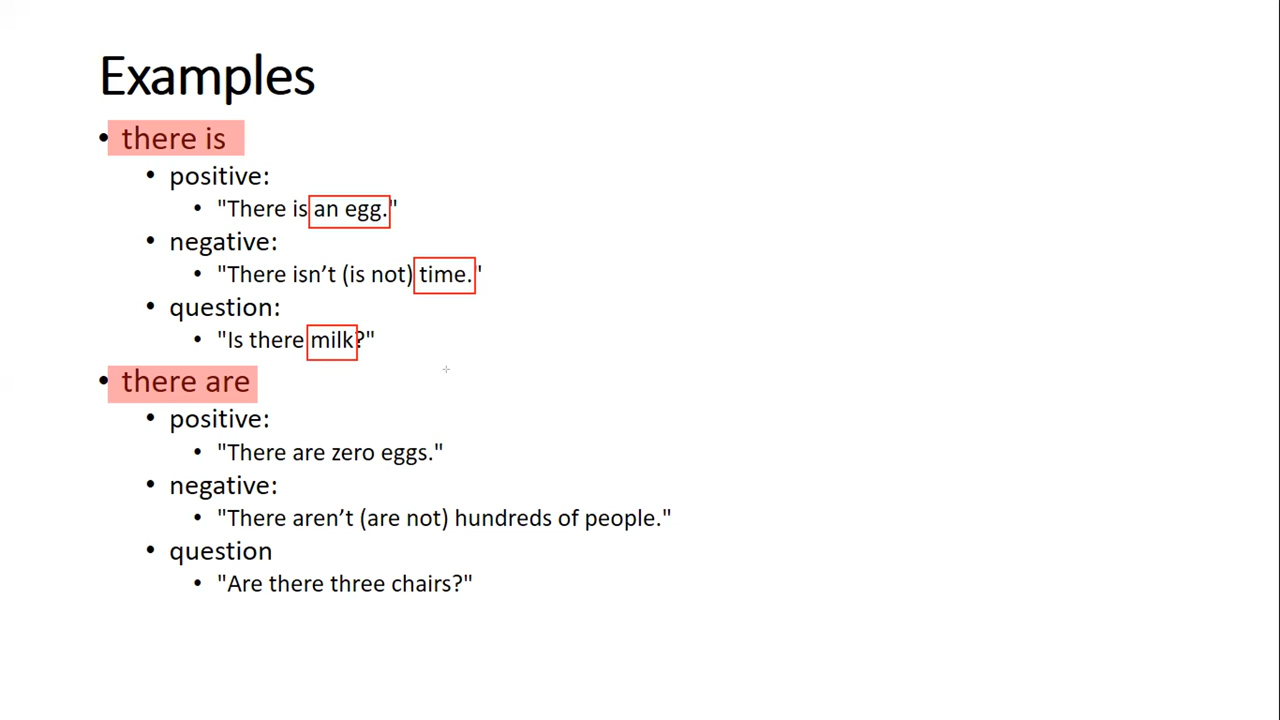 Examples
• there is
• positive:
• "There is an egg."
• negative:
• "There isn’t (is not) time."
• question:
• "Is there milk?"
• there are
• positive:
• "There are zero eggs."
• negative:
• "There aren’t (are not) hundreds of people."
• question
• "Are there three chairs?"